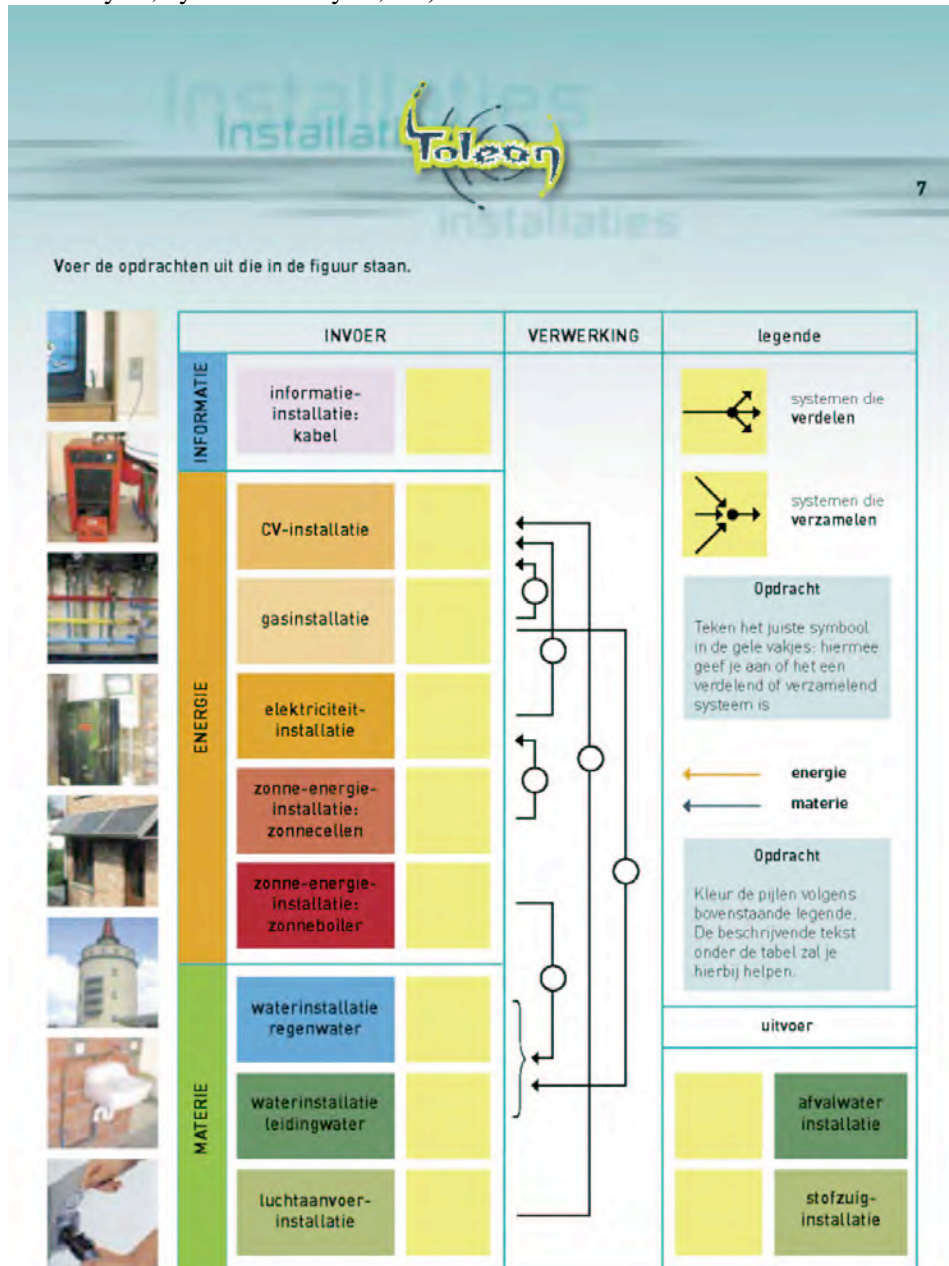 Installaties
Installati
Toleon
installaties
7
Voer de opdrachten uit die in de figuur staan.
INVOER
VERWERKING
legende
INFORMATIE
informatie-
installatie:
kabel
systemen die
verdelen
systemen die
verzamelen
ENERGIE
CV-installatie
gasinstallatie
elektriciteit-
installatie
zonne-energie-
installatie:
zonnecellen
zonne-energie-
installatie:
zonneboiler
Opdracht
Teken het juiste symbool
in de gele vakjes: hiermee
geef je aan of het een
verdelend of verzamelend
systeem is
energie
materie
Opdracht
Kleur de pijlen volgens
bovenstaande legende.
De beschrijvende tekst
onder de tabel zal je
hierbij helpen.
MATERIE
waterinstallatie
regenwater
waterinstallatie
leidingwater
luchtaanvoer-
installatie
uitvoer
afvalwater
installatie
stofzuig-
installatie